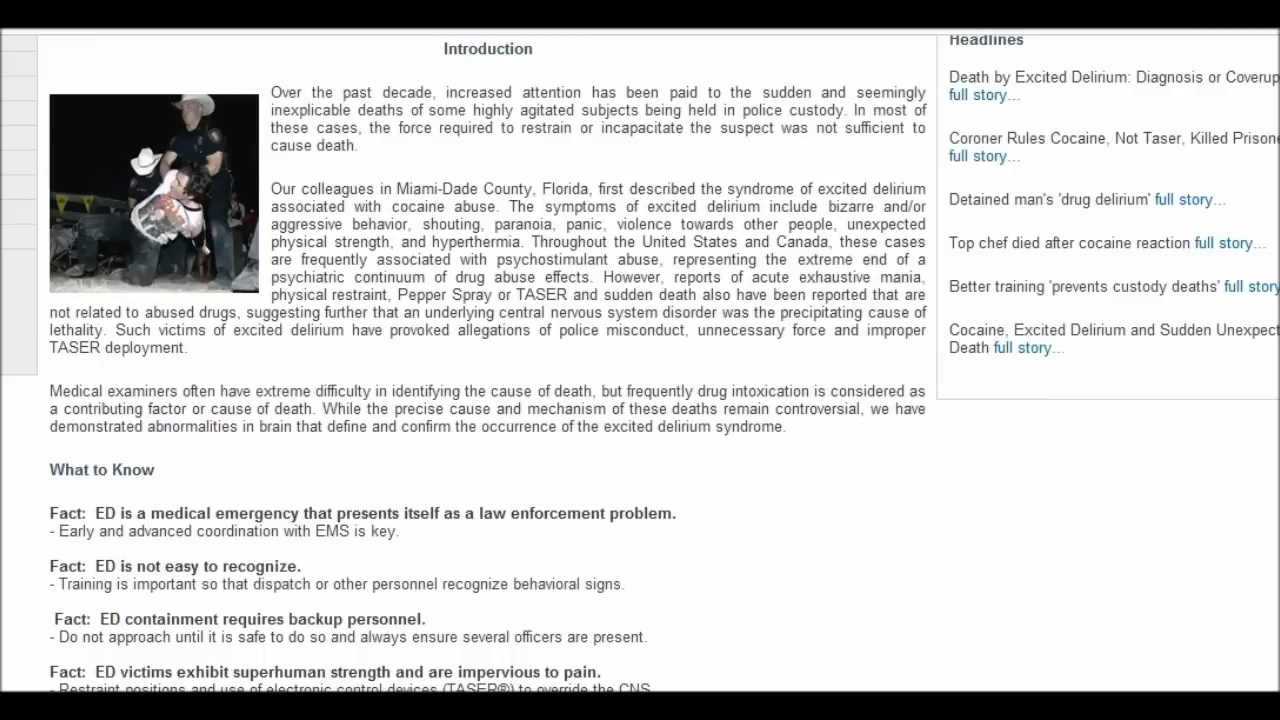 Introduction
Over the past decade, increased attention has been paid to the sudden and seemingly
inexplicable deaths of some highly agitated subjects being held in police custody. In most of
these cases, the force required to restrain or incapacitate the suspect was not sufficient to
cause death.
Our colleagues in Miami-Dade County, Florida, first described the syndrome of excited delirium
associated with cocaine abuse. The symptoms of excited delirium include bizarre and/or
aggressive behavior, shouting, paranoia, panic, violence towards other people, unexpected
physical strength, and hyperthermia. Throughout the United States and Canada, these cases
are frequently associated with psychostimulant abuse, representing the extreme end of a
psychiatric continuum of drug abuse effects. However, reports of acute exhaustive mania,
physical restraint, Pepper Spray or TASER and sudden death also have been reported that are
not related to abused drugs, suggesting further that an underlying central nervous system disorder was the precipitating cause of
lethality. Such victims of excited delirium have provoked allegations of police misconduct, unnecessary force and improper
TASER deployment.
Medical examiners often have extreme difficulty in identifying the cause of death, but frequently drug intoxication is considered as
a contributing factor or cause of death. While the precise cause and mechanism of these deaths remain controversial, we have
demonstrated abnormalities in brain that define and confirm the occurrence of the excited delirium syndrome.
What to Know
Fact: ED is a medical emergency that presents itself as a law enforcement problem.
- Early and advanced coordination with EMS is key.
Fact: ED is not easy to recognize.
- Training is important so that dispatch or other personnel recognize behavioral signs.
Fact: ED containment requires backup personnel.
- Do not approach until it is safe to do so and always ensure several officers are present.
Fact: ED victims exhibit superhuman strength and are impervious to pain.
- Restraint positions and use of electronic control devices (TASER®) to override the CNS
Headlines
Death by Excited Delirium: Diagnosis or Coverup
full story...
Coroner Rules Cocaine, Not Taser, Killed Prisone
full story...
Detained man's 'drug delirium' full story...
Top chef died after cocaine reaction full story...
Better training 'prevents custody deaths' full story
Cocaine, Excited Delirium and Sudden Unexpect
Death full story...